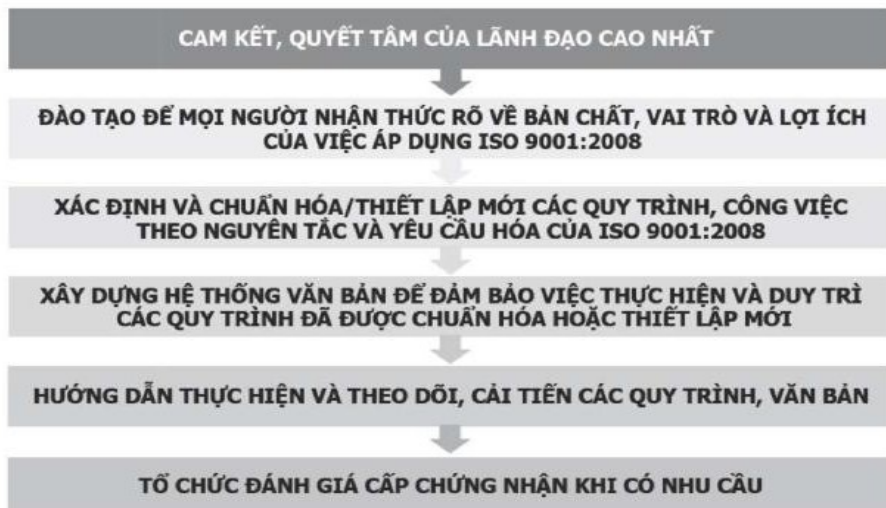 CAM KẾT, QUYẾT TÂM CỦA LÃNH ĐẠO CAO NHẤT
ĐÀO TẠO ĐỂ MỌI NGƯỜI NHẬN THỨC RÕ VỀ BẢN CHẤT, VAI TRÒ VÀ LỢI ÍCH
CỦA VIỆC ÁP DỤNG ISO 9001:2008
XÁC ĐỊNH VÀ CHUẨN HÓA/THIẾT LẬP MỚI CÁC QUY TRÌNH, CÔNG VIỆC
THEO NGUYÊN TẮC VÀ YÊU CẦU HÓA CỦA ISO 9001:2008
XÂY DỰNG HỆ THỐNG VĂN BẢN ĐỂ ĐẢM BẢO VIỆC THỰC HIỆN VÀ DUY TRÌ
CÁC QUY TRÌNH ĐÃ ĐƯỢC CHUẨN HÓA HOẶC THIẾT LẬP MỚI
HƯỚNG DẪN THỰC HIỆN VÀ THEO DÕI, CẢI TIẾN CÁC QUY TRÌNH, VĂN BẢN
TỔ CHỨC ĐÁNH GIÁ CẤP CHỨNG NHẬN KHI CÓ NHU CẦU